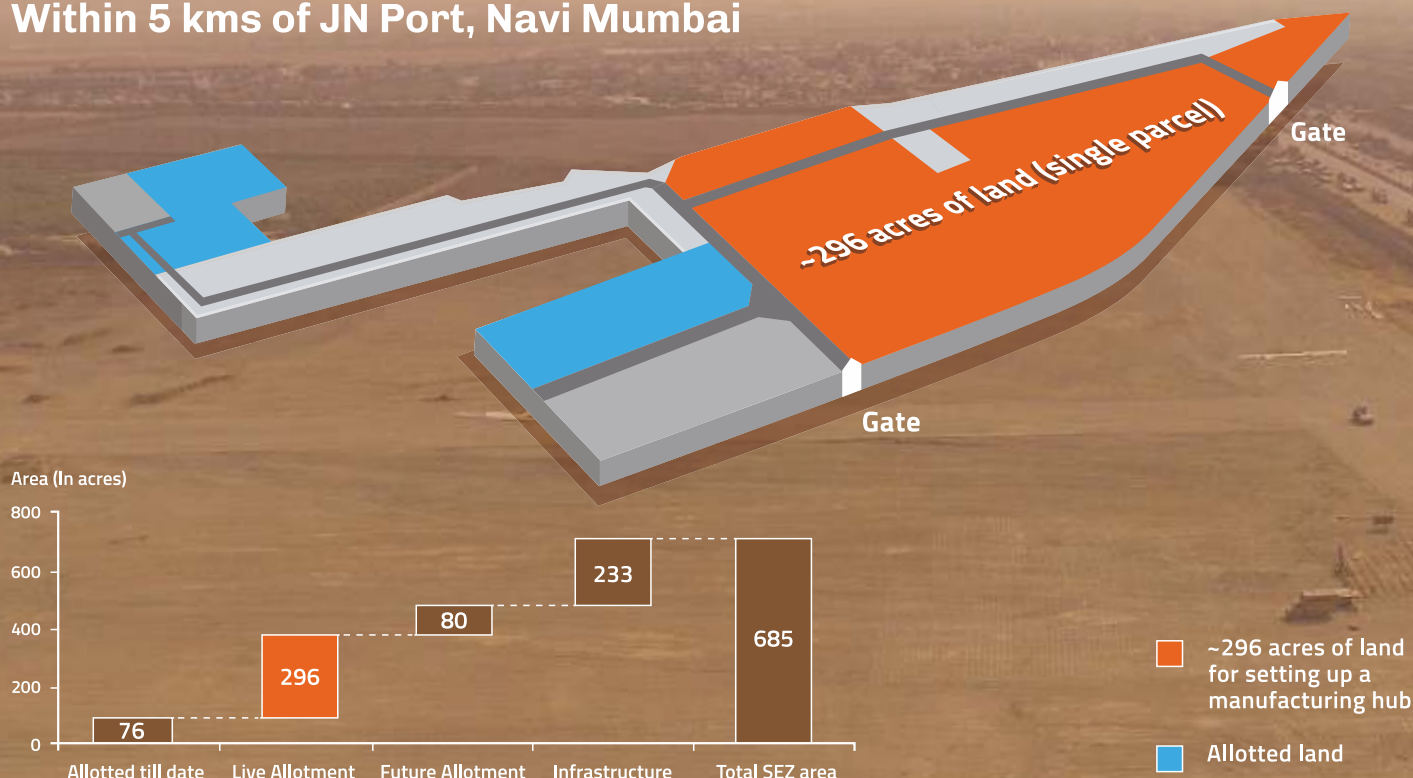 Within 5 kms of JN Port, Navi Mumbai
~296 acres of land (single parcel)
Gate
Gate
Area (In acres)
800
600
400
200
0
76
296
80
233
685
Allotted till date
Live Allotment
Future Allotment
Infrastructure
Total SEZ area
~296 acres of land
for setting up a
manufacturing hub
Allotted land